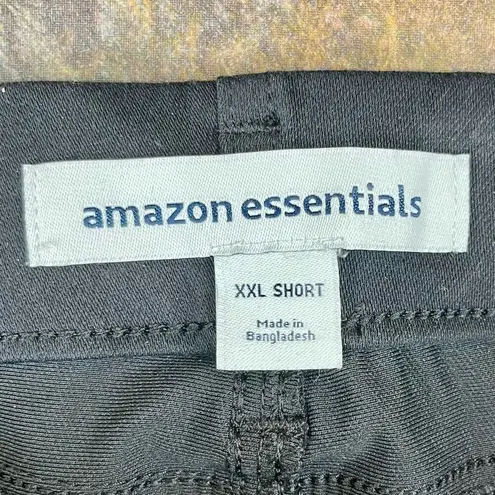 amazon essentials
XXL SHORT
Made in
Bangladesh